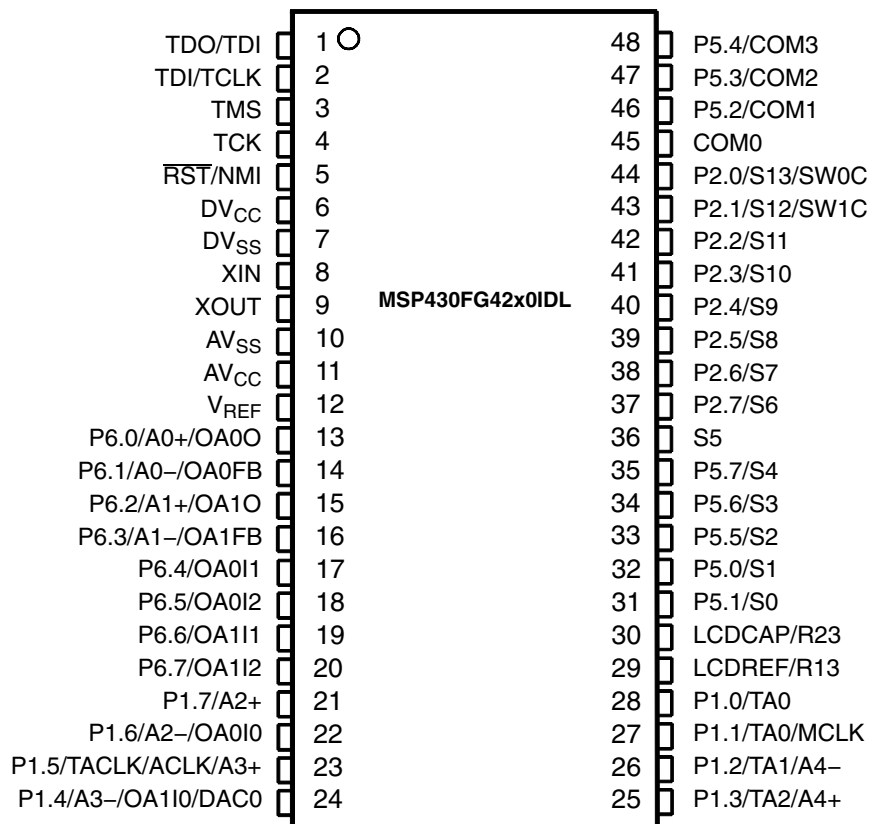 TDO/TDI 1 48 P5.4/COM3
TDI/TCLK 2 47 P5.3/COM2
TMS 3 46 P5.2/COM1
TCK 4 45 COM0
R̅S̅T̅/NMI 5 44 P2.0/S13/SW0C
DVCC 6 43 P2.1/S12/SW1C
DVSS 7 42 P2.2/S11
XIN 8 41 P2.3/S10
XOUT 9 MSP430FG42x0IDL 40 P2.4/S9
AVSS 10 39 P2.5/S8
AVCC 11 38 P2.6/S7
VREF 12 37 P2.7/S6
P6.0/A0+/OA0O 13 36 S5
P6.1/A0−/OA0FB 14 35 P5.7/S4
P6.2/A1+/OA1O 15 34 P5.6/S3
P6.3/A1−/OA1FB 16 33 P5.5/S2
P6.4/OA0I1 17 32 P5.0/S1
P6.5/OA0I2 18 31 P5.1/S0
P6.6/OA1I1 19 30 LCDCAP/R23
P6.7/OA1I2 20 29 LCDREF/R13
P1.7/A2+ 21 28 P1.0/TA0
P1.6/A2−/OA0I0 22 27 P1.1/TA0/MCLK
P1.5/TACLK/ACLK/A3+ 23 26 P1.2/TA1/A4−
P1.4/A3−/OA1I0/DAC0 24 25 P1.3/TA2/A4+